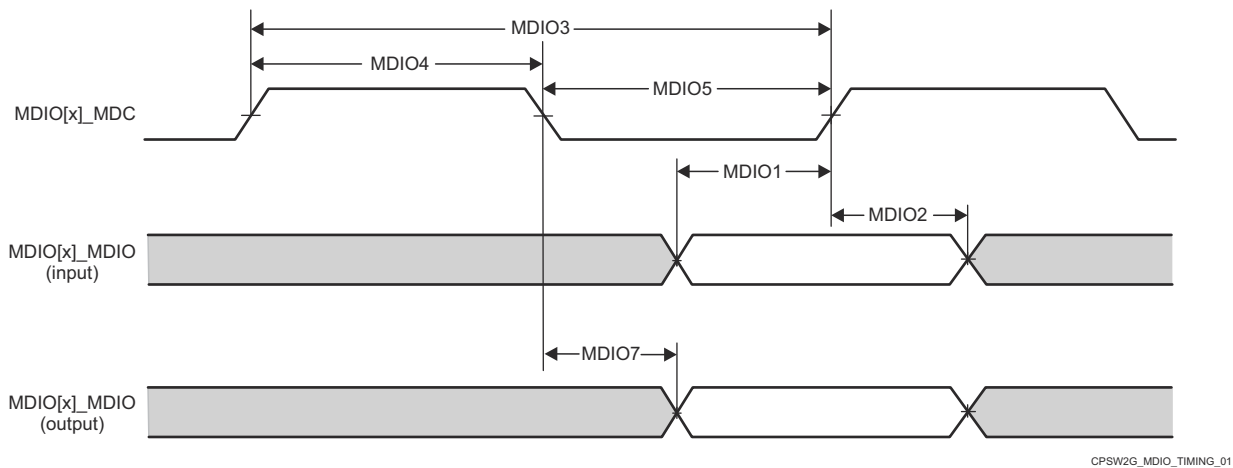 MDIO3
MDIO4
MDIO5
MDIO[x]_MDC
MDIO1
MDIO2
MDIO[x]_MDIO
(input)
MDIO7
MDIO[x]_MDIO
(output)
CPSW2G_MDIO_TIMING_01